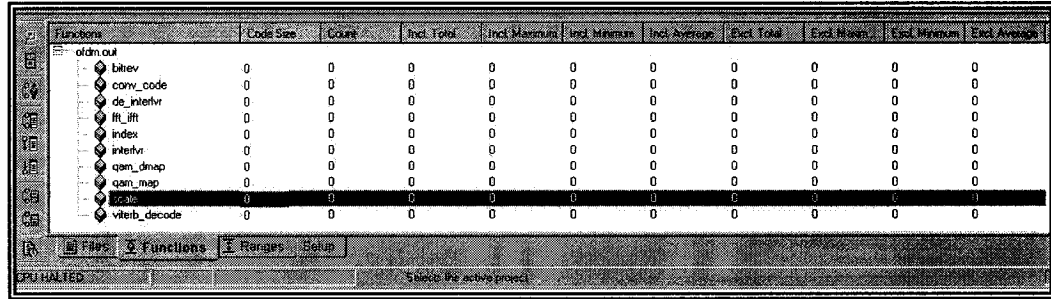 Functions Code Size Count Incl. Total Incl. Maximum Incl. Minimum Incl. Average Excl. Total Excl. Maxim... Excl. Minimum Excl. Average
ofdm.out
bitrev 0 0 0 0 0 0 0 0 0 0
conv_code 0 0 0 0 0 0 0 0 0 0
de_interlvr 0 0 0 0 0 0 0 0 0 0
fft_ifft 0 0 0 0 0 0 0 0 0 0
index 0 0 0 0 0 0 0 0 0 0
interlvr 0 0 0 0 0 0 0 0 0 0
qam_dmap 0 0 0 0 0 0 0 0 0 0
qam_map 0 0 0 0 0 0 0 0 0 0
scale 0 0 0 0 0 0 0 0 0 0
viterb_decode 0 0 0 0 0 0 0 0 0 0
Files Functions Ranges Setup
CPU HALTED Selects the active project